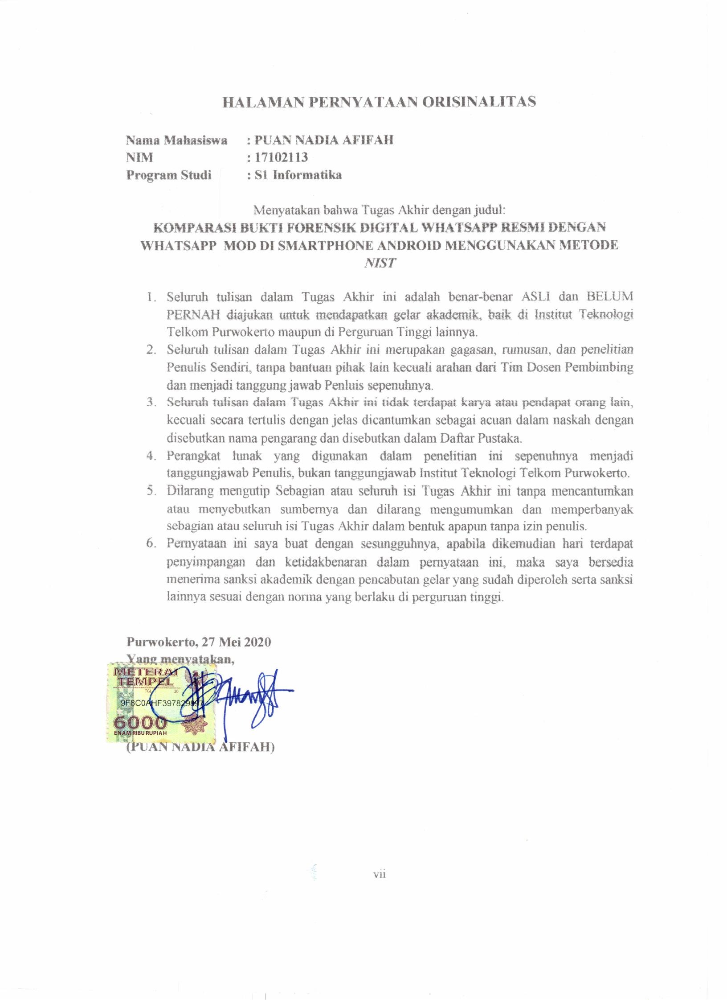 HALAMAN PERNYATAAN ORISINALITAS
Nama Mahasiswa : PUAN NADIA AFIFAH
NIM : 17102113
Program Studi : S1 Informatika
Menyatakan bahwa Tugas Akhir dengan judul:
KOMPARASI BUKTI FORENSIK DIGITAL WHATSAPP RESMI DENGAN
WHATSAPP MOD DI SMARTPHONE ANDROID MENGGUNAKAN METODE
NIST
1. Seluruh tulisan dalam Tugas Akhir ini adalah benar-benar ASLI dan BELUM
PERNAH diajukan untuk mendapatkan gelar akademik, baik di Institut Teknologi
Telkom Purwokerto maupun di Perguruan Tinggi lainnya.
2. Seluruh tulisan dalam Tugas Akhir ini merupakan gagasan, rumusan, dan penelitian
Penulis Sendiri, tanpa bantuan pihak lain kecuali arahan dari Tim Dosen Pembimbing
dan menjadi tanggung jawab Penluis sepenuhnya.
3. Seluruh tulisan dalam Tugas Akhir ini tidak terdapat karya atau pendapat orang lain,
kecuali secara tertulis dengan jelas dicantumkan sebagai acuan dalam naskah dengan
disebutkan nama pengarang dan disebutkan dalam Daftar Pustaka.
4. Perangkat lunak yang digunakan dalam penelitian ini sepenuhnya menjadi
tanggungjawab Penulis, bukan tanggungjawab Institut Teknologi Telkom Purwokerto.
5. Dilarang mengutip Sebagian atau seluruh isi Tugas Akhir ini tanpa mencantumkan
atau menyebutkan sumbernya dan dilarang mengumumkan dan memperbanyak
sebagian atau seluruh isi Tugas Akhir dalam bentuk apapun tanpa izin penulis.
6. Pernyataan ini saya buat dengan sesungguhnya, apabila dikemudian hari terdapat
penyimpangan dan ketidakbenaran dalam pernyataan ini, maka saya bersedia
menerima sanksi akademik dengan pencabutan gelar yang sudah diperoleh serta sanksi
lainnya sesuai dengan norma yang berlaku di perguruan tinggi.
Purwokerto, 27 Mei 2020
Yang menyatakan,
METERAI
TEMPEL
TGL 20
9F8C0AHF397829897
6000
ENAM RIBU RUPIAH
(PUAN NADIA AFIFAH)
vii